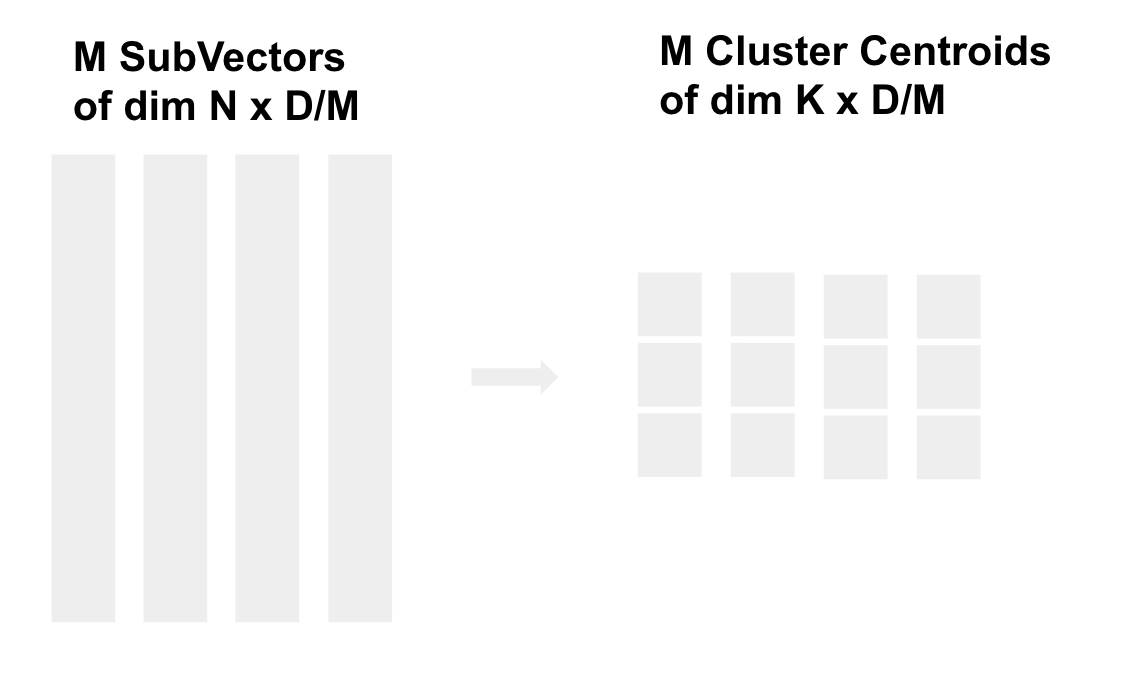 M SubVectors
of dim N x D/M
M Cluster Centroids
of dim K x D/M